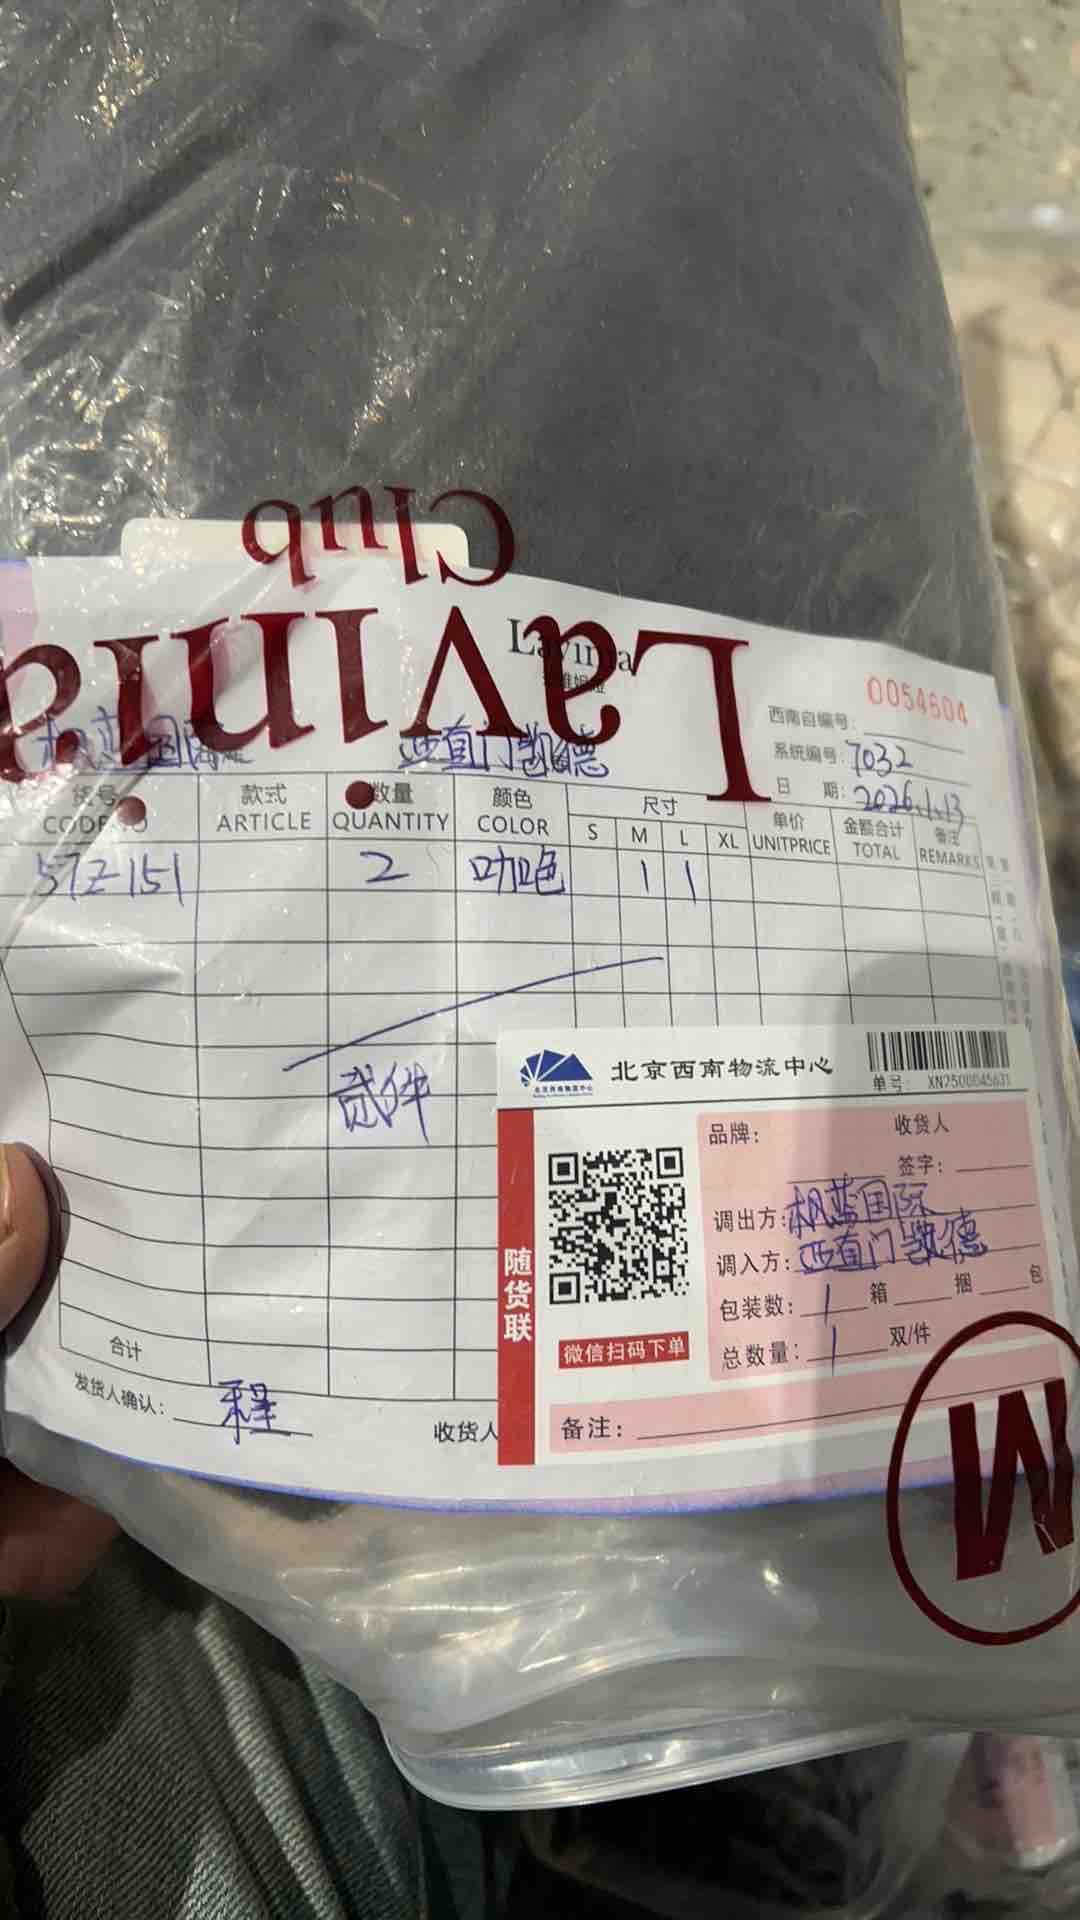 Lavinia
Club
Lavinia
0054604
西南自编号:
系统编号: 7032
日 期: 2026.1.13
枫蓝国际 西直门凯德
货号 款式 数量 颜色 尺寸 单价 金额合计 备注
CODE NO ARTICLE QUANTITY COLOR S M L XL UNITPRICE TOTAL REMARKS
57Z151 2 咖色 1 1
贰件
合计
发货人确认: 程
收货人
北京西南物流中心
单号: XN7500045631
品牌:
收货人
签字:
调出方: 枫蓝国际
调入方: 西直门凯德
包装数: 1 箱 捆 包
总数量: 1 双/件
随货联
微信扫码下单
备注:
M